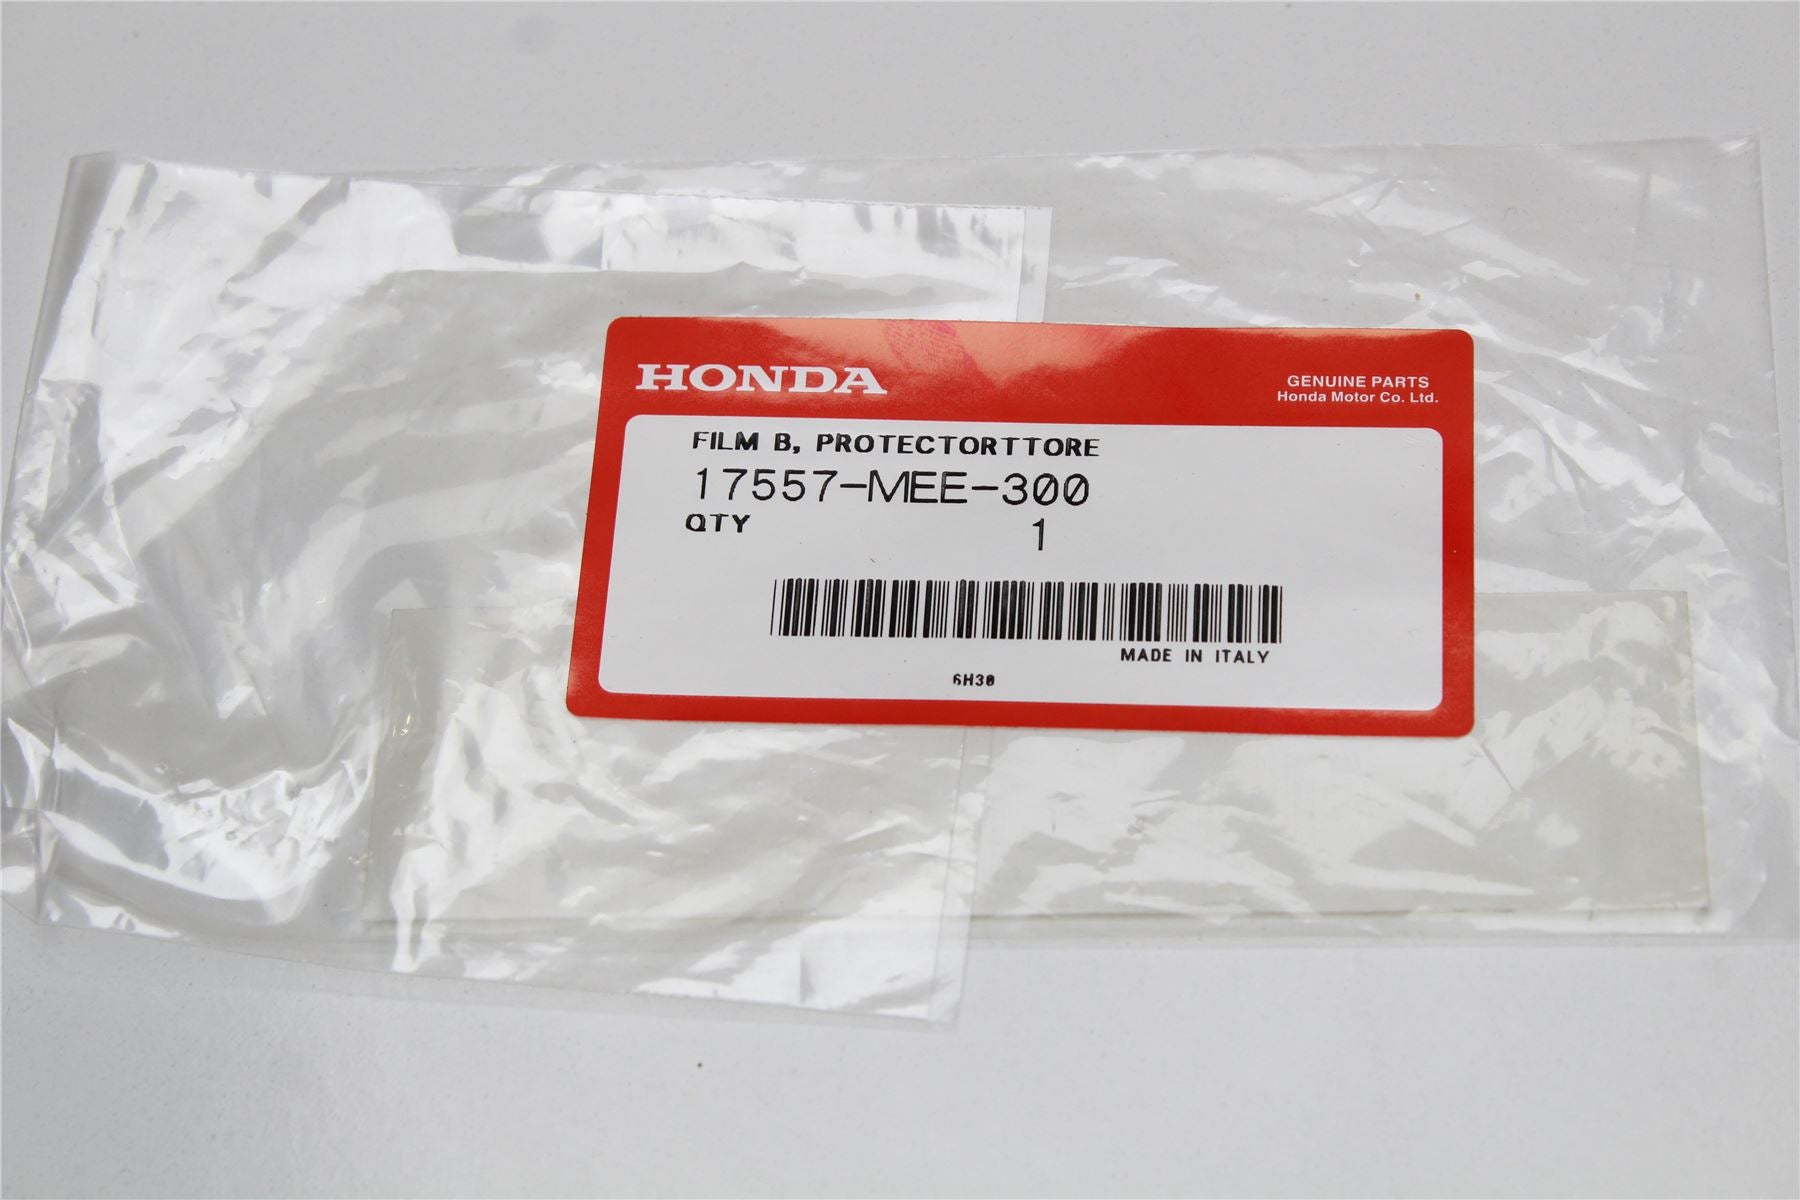 HONDA
GENUINE PARTS
Honda Motor Co. Ltd.
FILM B, PROTECTORTTORE
17557-MEE-300
QTY 1
MADE IN ITALY
6H30